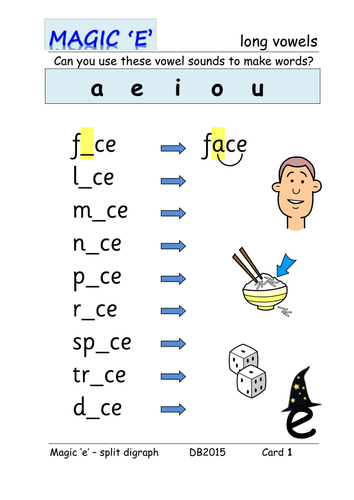 MAGIC ‘E’
long vowels
Can you use these vowel sounds to make words?
a e i o u
f_ce face
l_ce
m_ce
n_ce
p_ce
r_ce
sp_ce
tr_ce
d_ce
e
Magic ‘e’ – split digraph DB2015 Card 1